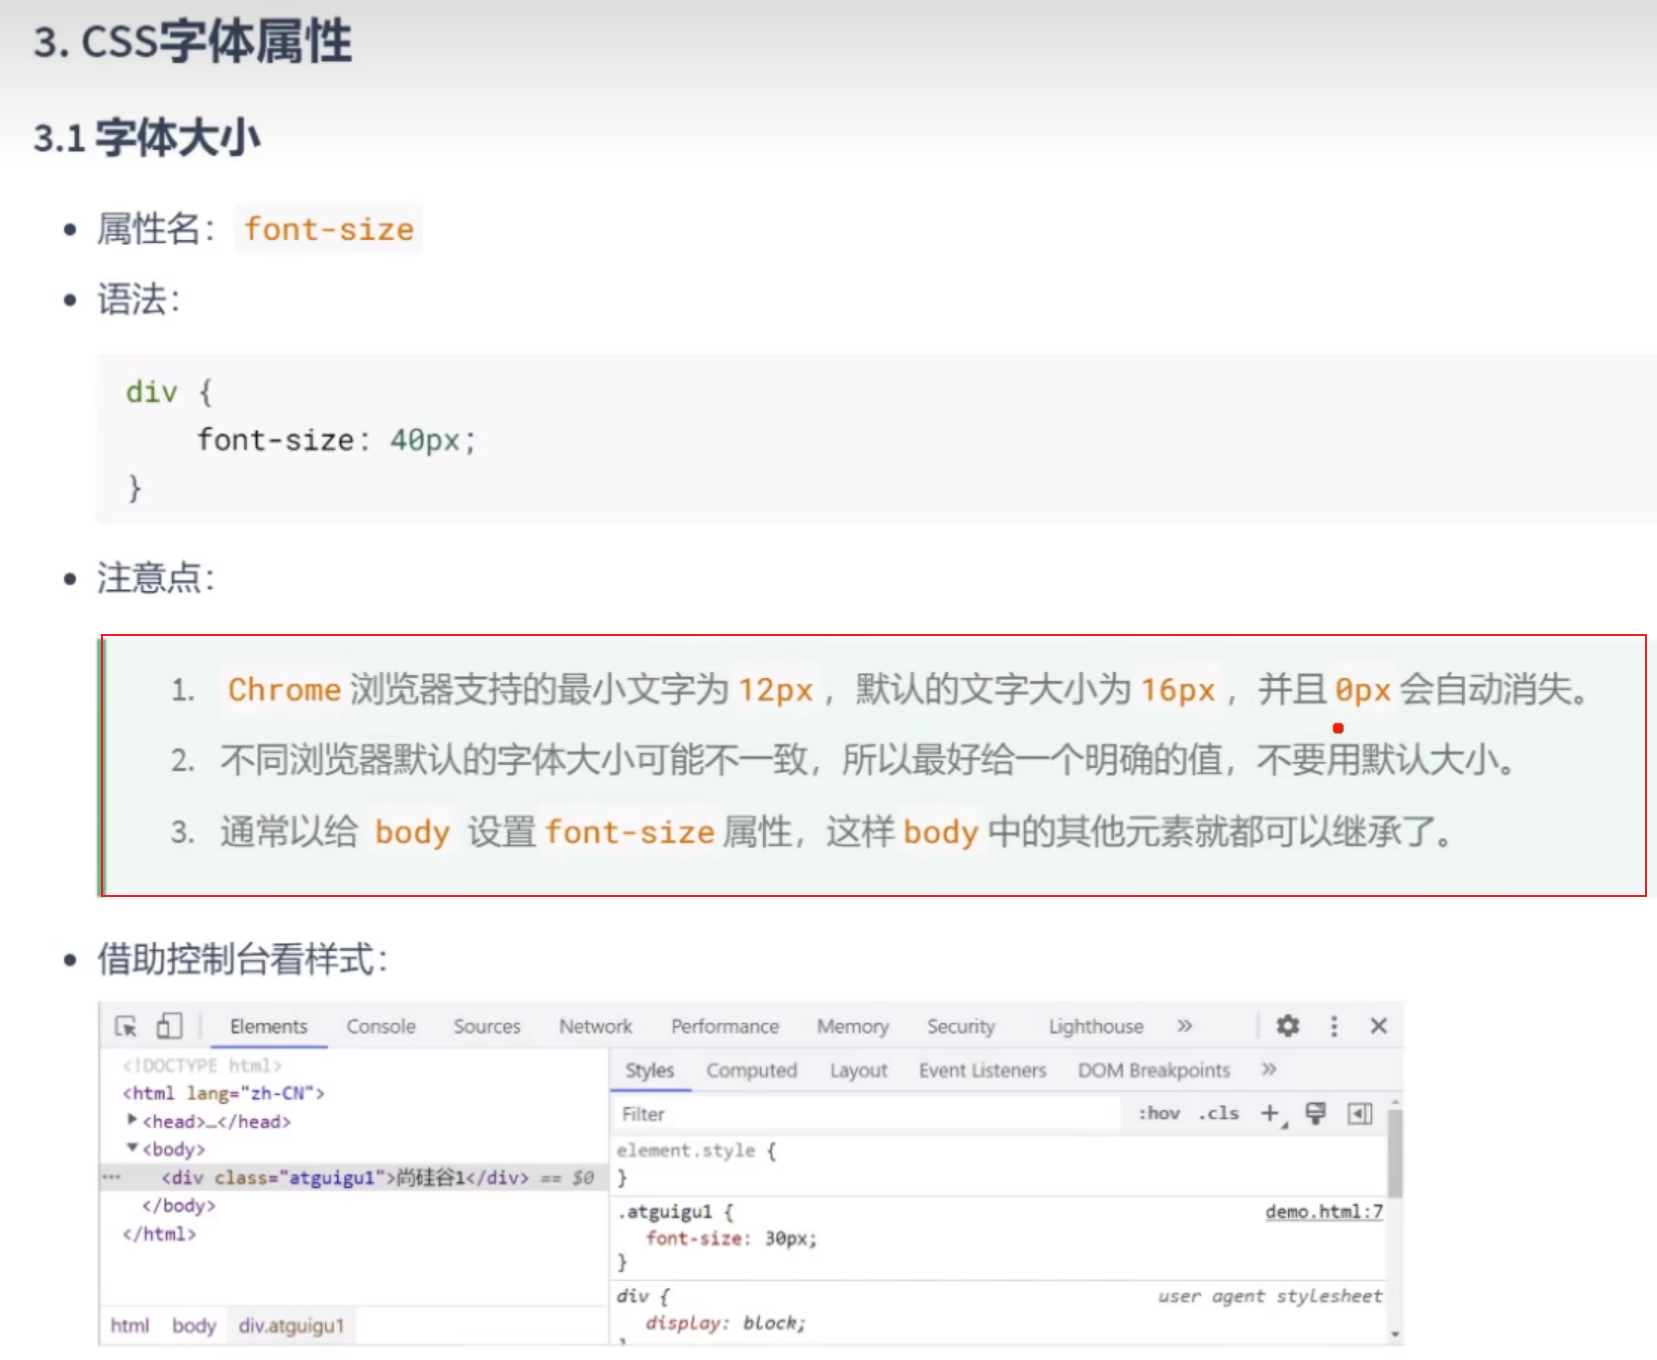 3. CSS字体属性
3.1 字体大小
属性名： font-size
语法：
div {
font-size: 40px;
}
注意点：
1. Chrome 浏览器支持的最小文字为 12px ，默认的文字大小为 16px ，并且 0px 会自动消失。
2. 不同浏览器默认的字体大小可能不一致，所以最好给一个明确的值，不要用默认大小。
3. 通常以给 body 设置 font-size 属性，这样 body 中的其他元素就都可以继承了。
借助控制台看样式：
Elements Console Sources Network Performance Memory Security Lighthouse »
<!DOCTYPE html>
<html lang="zh-CN">
<head>…</head>
<body>
<div class="atguigu1">尚硅谷1</div> == $0
</body>
</html>
html body div.atguigu1
Styles Computed Layout Event Listeners DOM Breakpoints »
Filter :hov .cls +
element.style {
}
.atguigu1 { demo.html:7
font-size: 30px;
}
div { user agent stylesheet
display: block;